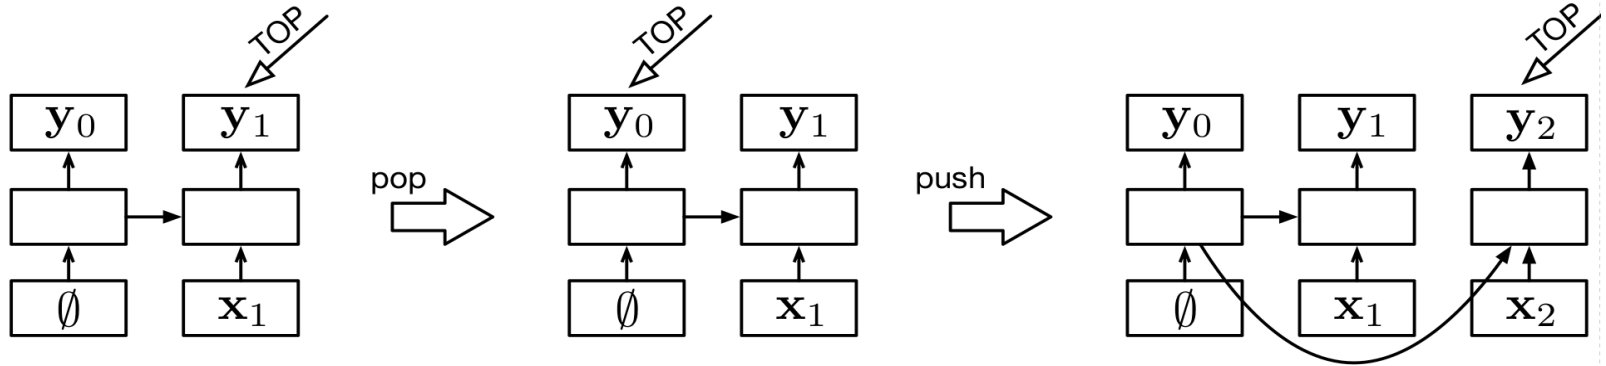 TOP TOP TOP
y₀ y₁ y₀ y₁ y₀ y₁ y₂
pop push
∅ x₁ ∅ x₁ ∅ x₁ x₂